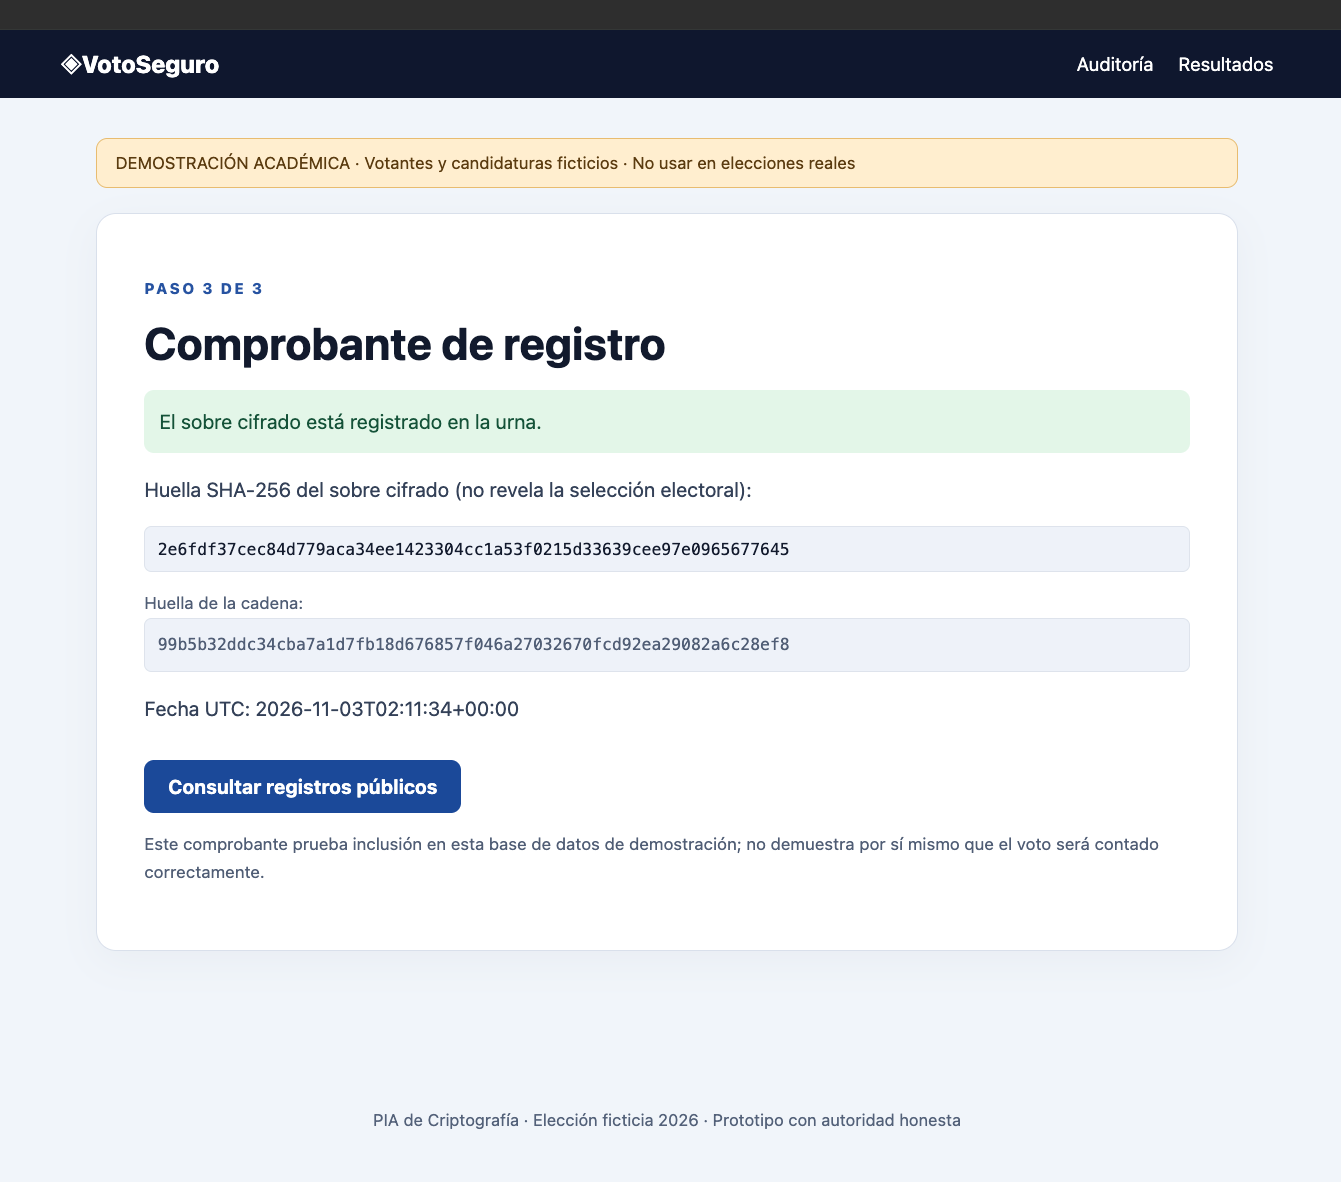 VotoSeguro
Auditoría Resultados
DEMOSTRACIÓN ACADÉMICA · Votantes y candidaturas ficticios · No usar en elecciones reales
PASO 3 DE 3
Comprobante de registro
El sobre cifrado está registrado en la urna.
Huella SHA-256 del sobre cifrado (no revela la selección electoral):
2e6fdf37cec84d779aca34ee1423304cc1a53f0215d33639cee97e0965677645
Huella de la cadena:
99b5b32ddc34cba7a1d7fb18d676857f046a27032670fcd92ea29082a6c28ef8
Fecha UTC: 2026-11-03T02:11:34+00:00
Consultar registros públicos
Este comprobante prueba inclusión en esta base de datos de demostración; no demuestra por sí mismo que el voto será contado
correctamente.
PIA de Criptografía · Elección ficticia 2026 · Prototipo con autoridad honesta